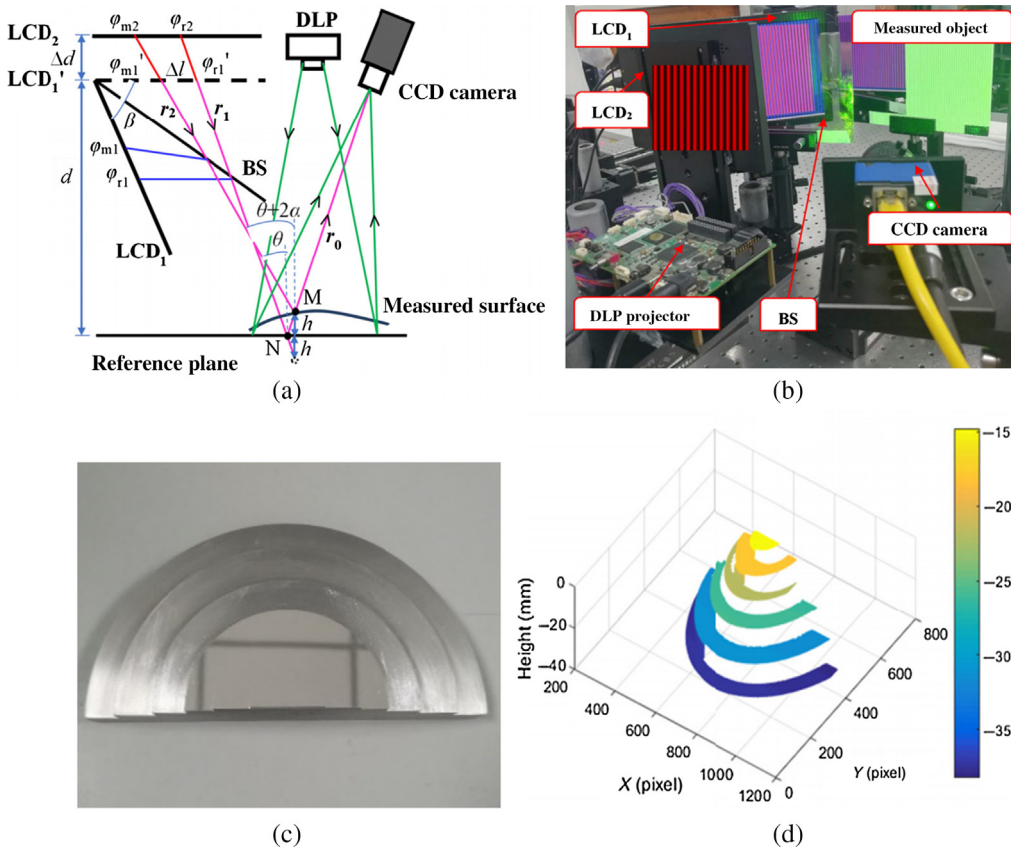 φm2 φr2 DLP
LCD2
Δd φm1′ Δl φr1′
LCD1′
CCD camera
β r2 r1
φm1
d BS
φr1
θ+2α
LCD1 θ r0
M
Measured surface
h
N h
Reference plane
(a)
LCD1 Measured object
LCD2
CCD camera
DLP projector BS
(b)
(c)
Height (mm)
0
−20
−40
200
400
600
800
1000
1200
X (pixel)
0
200
400
600
800
Y (pixel)
−15
−20
−25
−30
−35
(d)